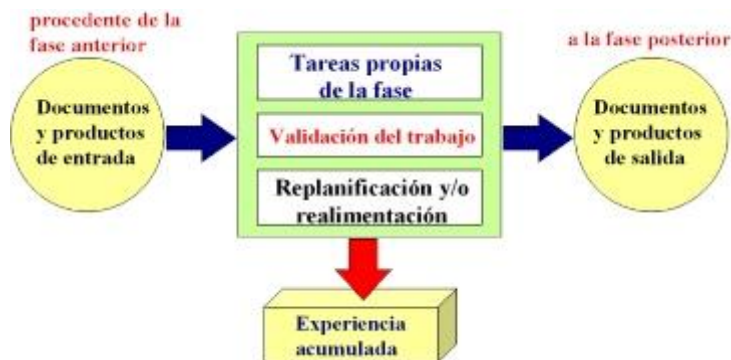 procedente de la
fase anterior
Documentos
y productos
de entrada
Tareas propias
de la fase
Validación del trabajo
Replanificación y/o
realimentación
a la fase posterior
Documentos
y productos
de salida
Experiencia
acumulada